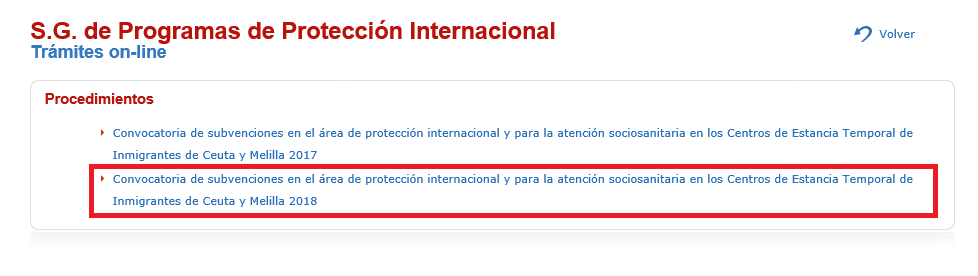 S.G. de Programas de Protección Internacional
Trámites on-line
Volver
Procedimientos
Convocatoria de subvenciones en el área de protección internacional y para la atención sociosanitaria en los Centros de Estancia Temporal de
Inmigrantes de Ceuta y Melilla 2017
Convocatoria de subvenciones en el área de protección internacional y para la atención sociosanitaria en los Centros de Estancia Temporal de
Inmigrantes de Ceuta y Melilla 2018